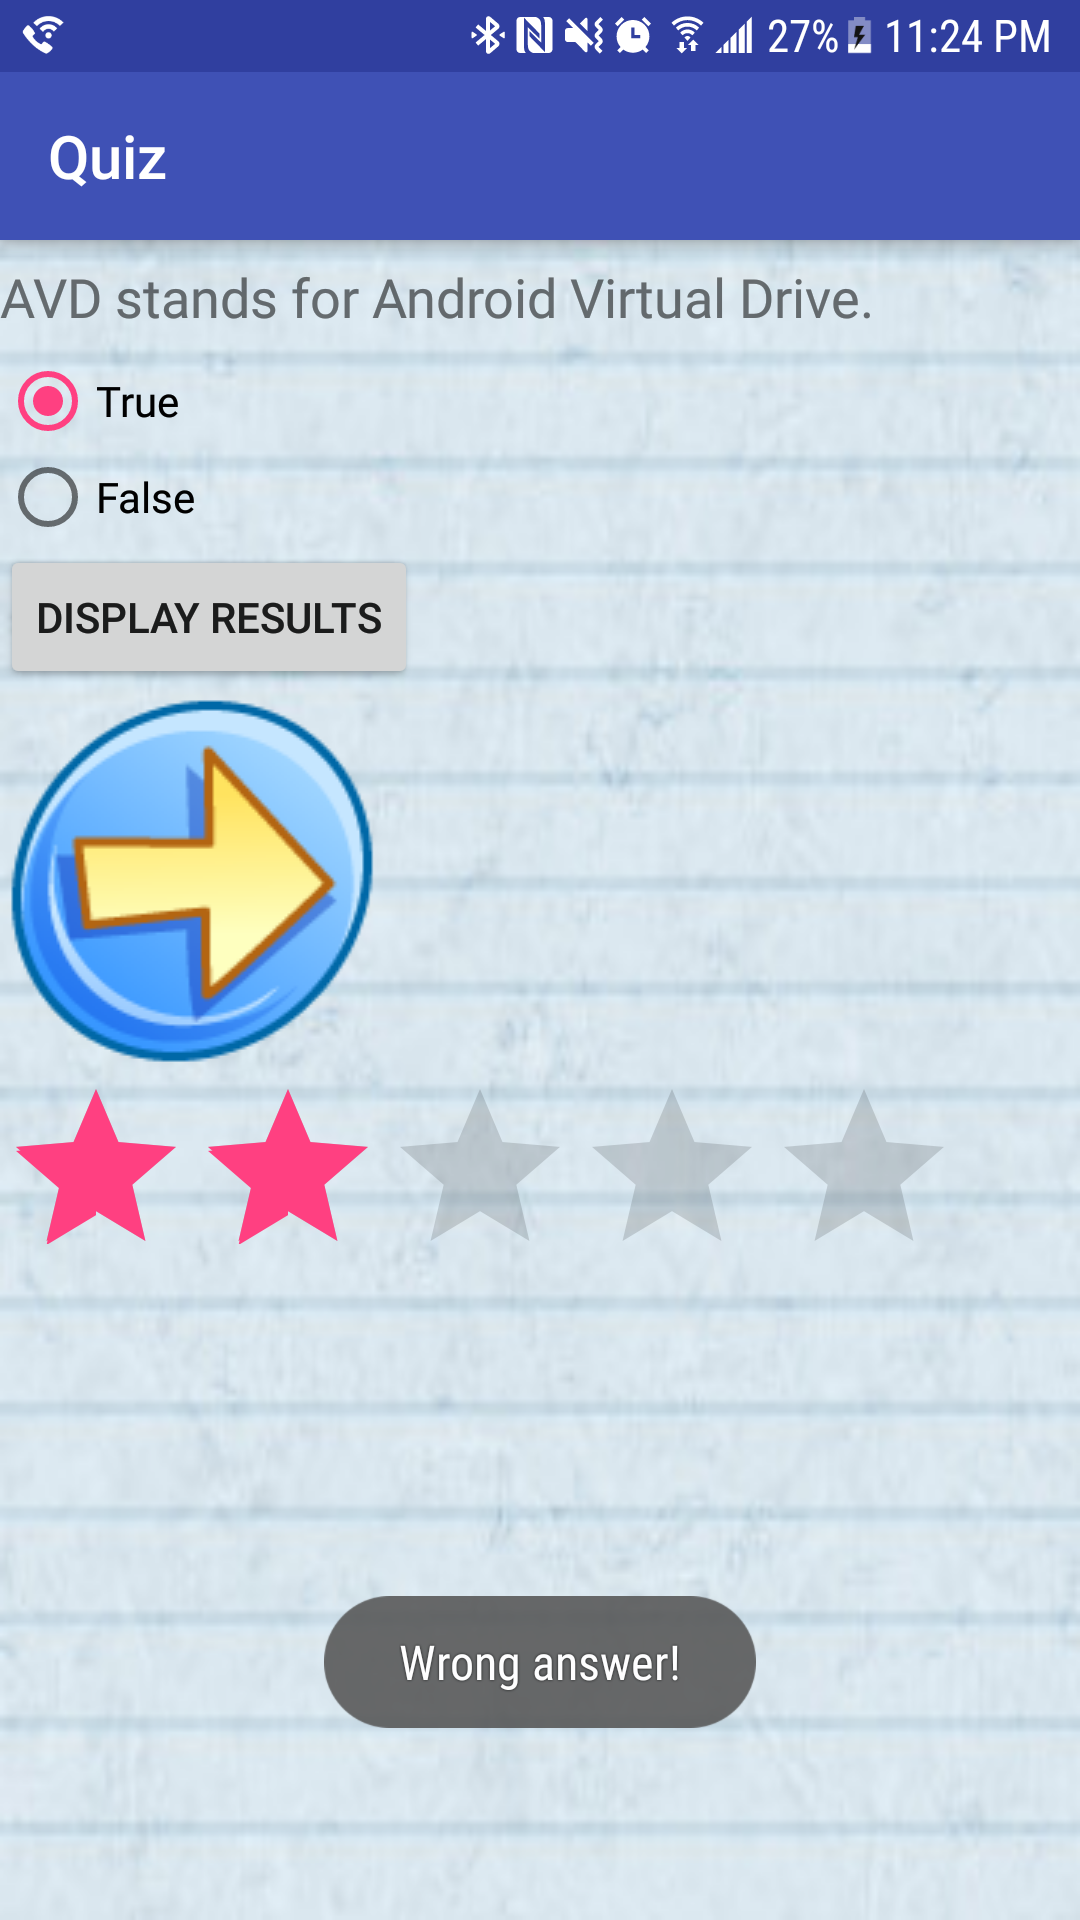 27% 11:24 PM
Quiz
AVD stands for Android Virtual Drive.
True
False
DISPLAY RESULTS
Wrong answer!